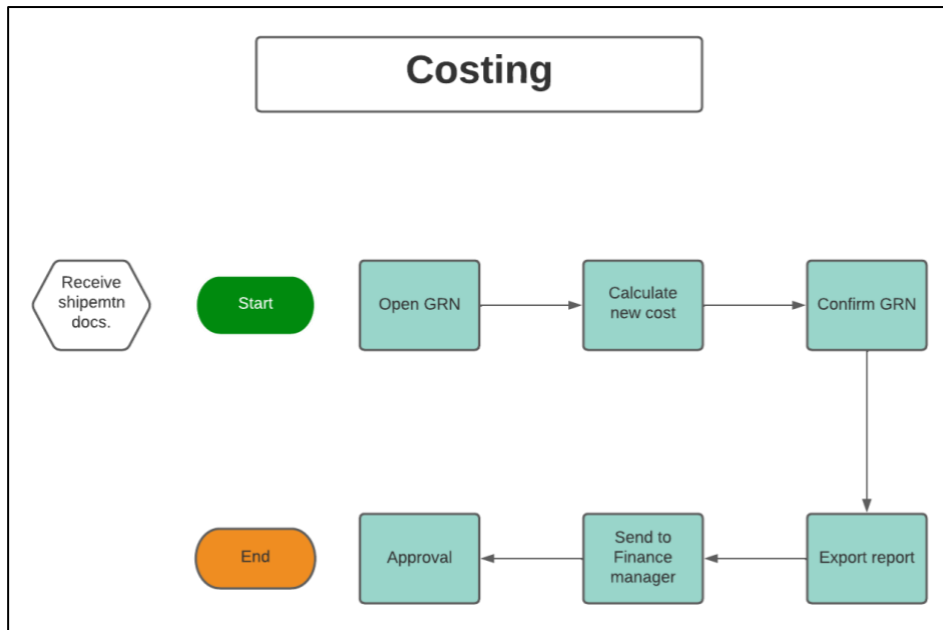 Costing
Receive
shipemtn
docs.
Start
Open GRN
Calculate
new cost
Confirm GRN
End
Approval
Send to
Finance
manager
Export report